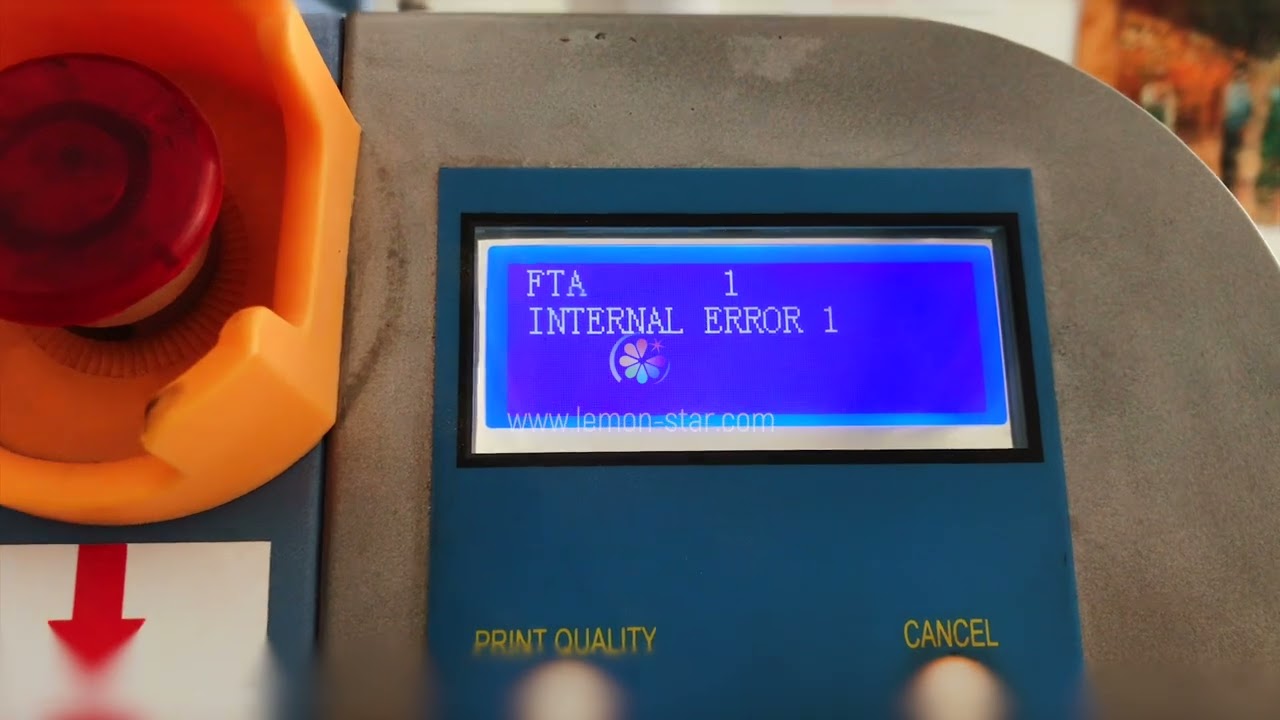 FTA 1
INTERNAL ERROR 1
www.lemon-star.com
PRINT QUALITY
CANCEL